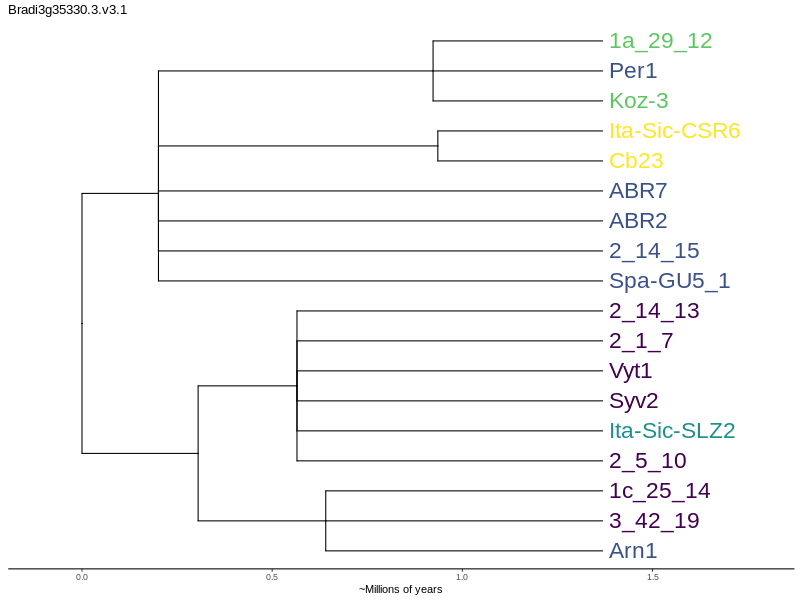 Bradi3g35330.3.v3.1
1a_29_12
Per1
Koz-3
Ita-Sic-CSR6
Cb23
ABR7
ABR2
2_14_15
Spa-GU5_1
2_14_13
2_1_7
Vyt1
Syv2
Ita-Sic-SLZ2
2_5_10
1c_25_14
3_42_19
Arn1
0.0 0.5 1.0 1.5
~Millions of years